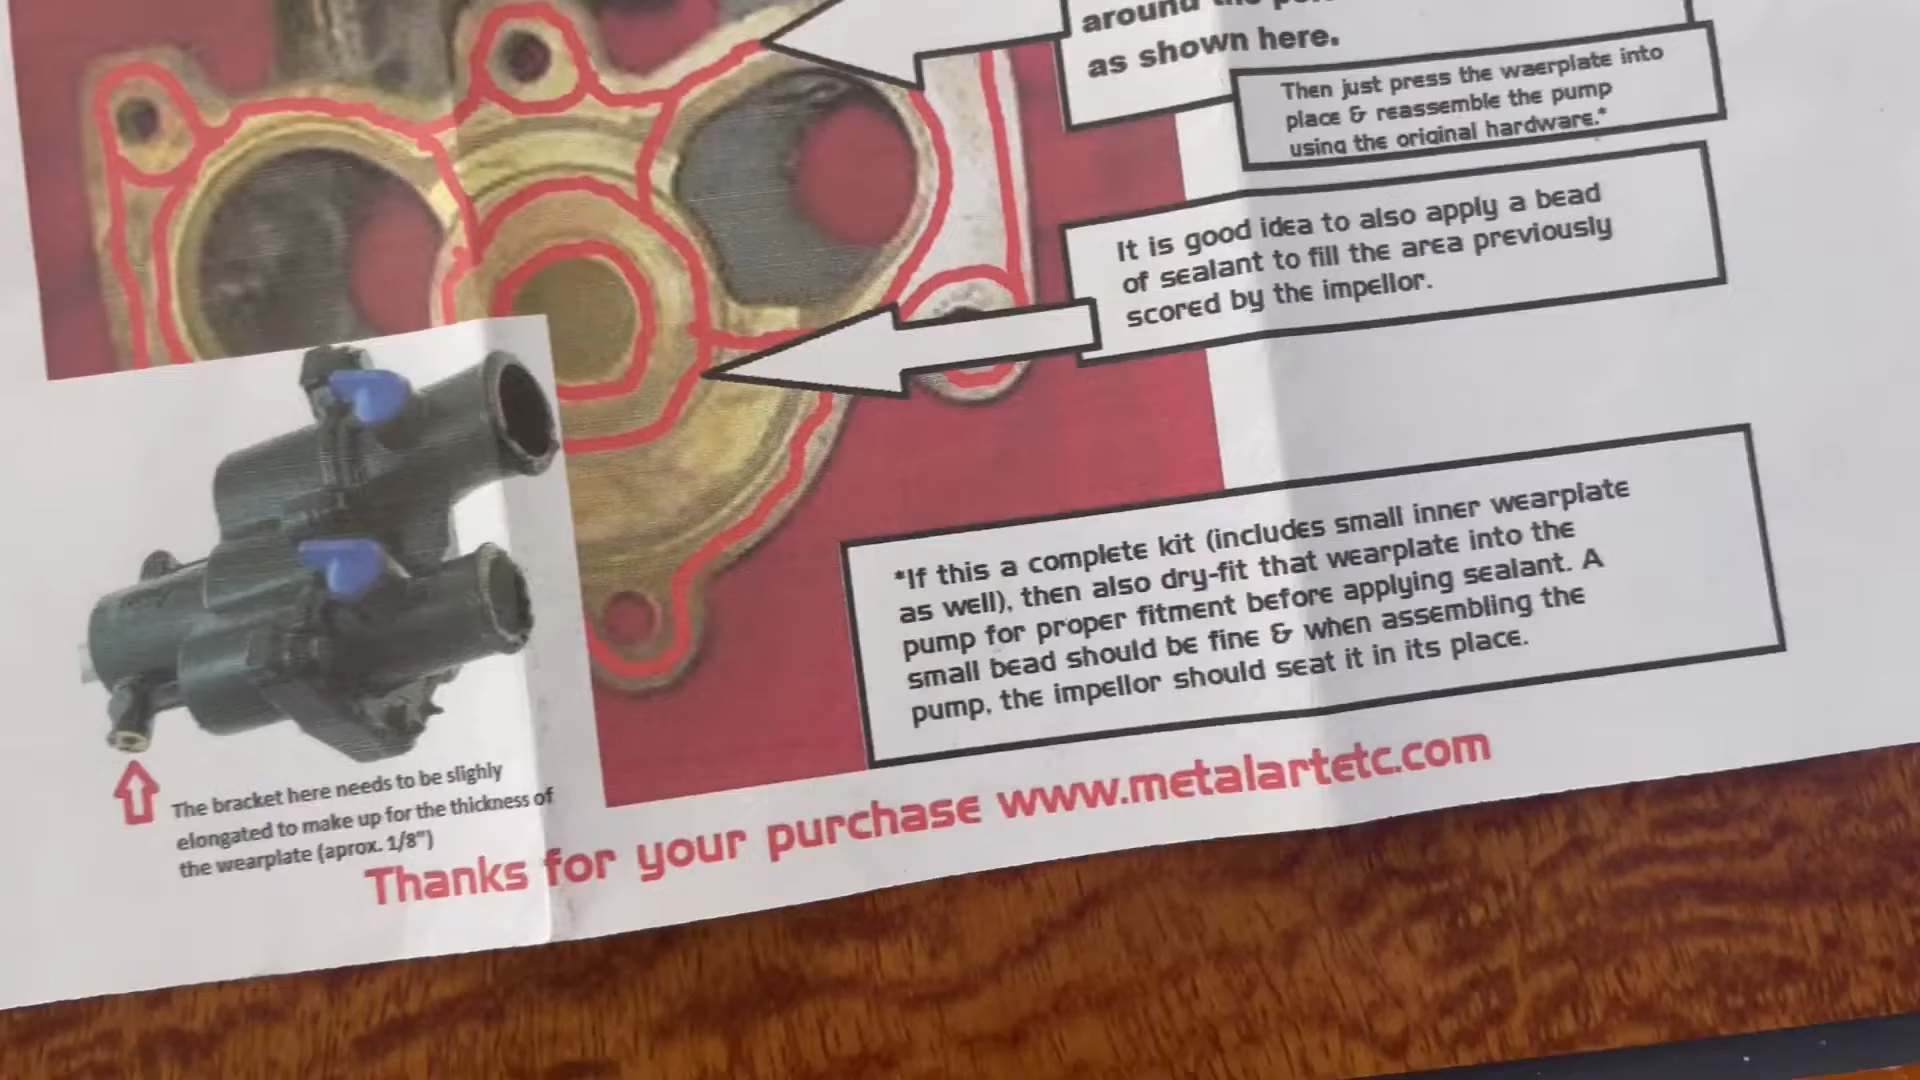 around the
as shown here.
Then just press the waerplate into
place & reassemble the pump
using the original hardware.*
It is good idea to also apply a bead
of sealant to fill the area previously
scored by the impellor.
*If this a complete kit (includes small inner wearplate
as well), then also dry-fit that wearplate into the
pump for proper fitment before applying sealant. A
small bead should be fine & when assembling the
pump, the impellor should seat it in its place.
The bracket here needs to be slighly
elongated to make up for the thickness of
the wearplate (aprox. 1/8")
Thanks for your purchase www.metalartetc.com